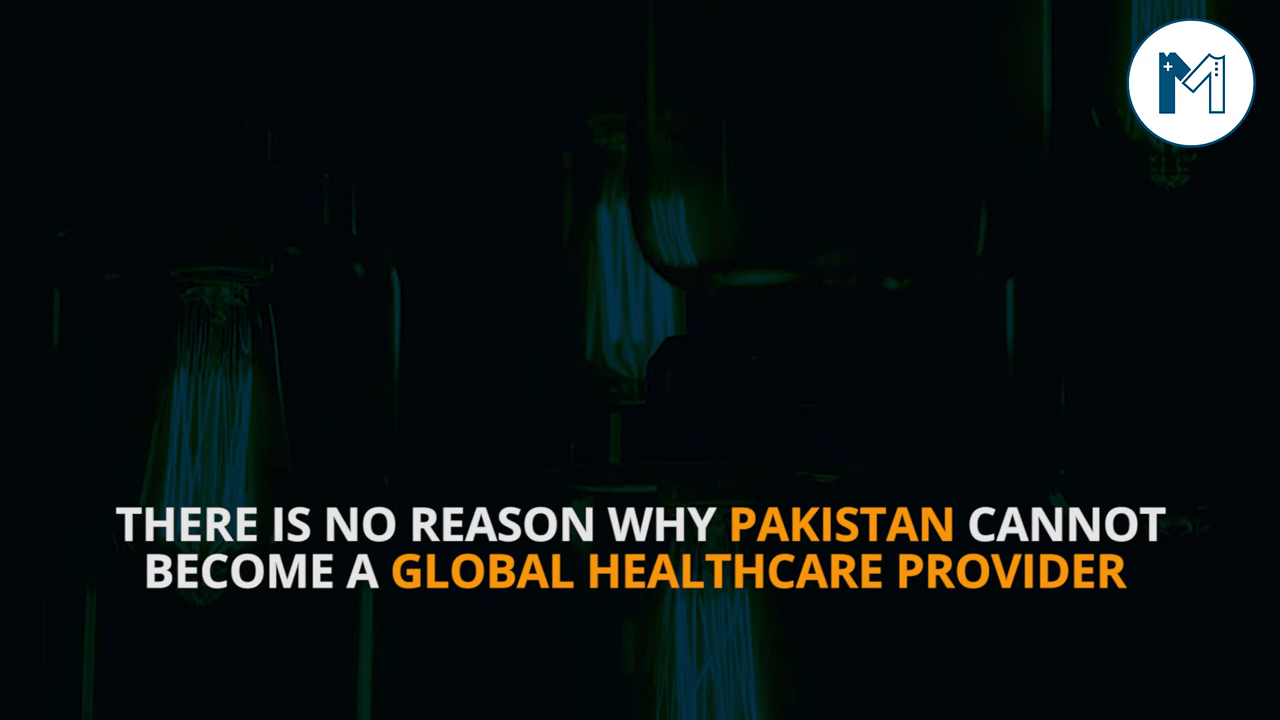 THERE IS NO REASON WHY PAKISTAN CANNOT
BECOME A GLOBAL HEALTHCARE PROVIDER